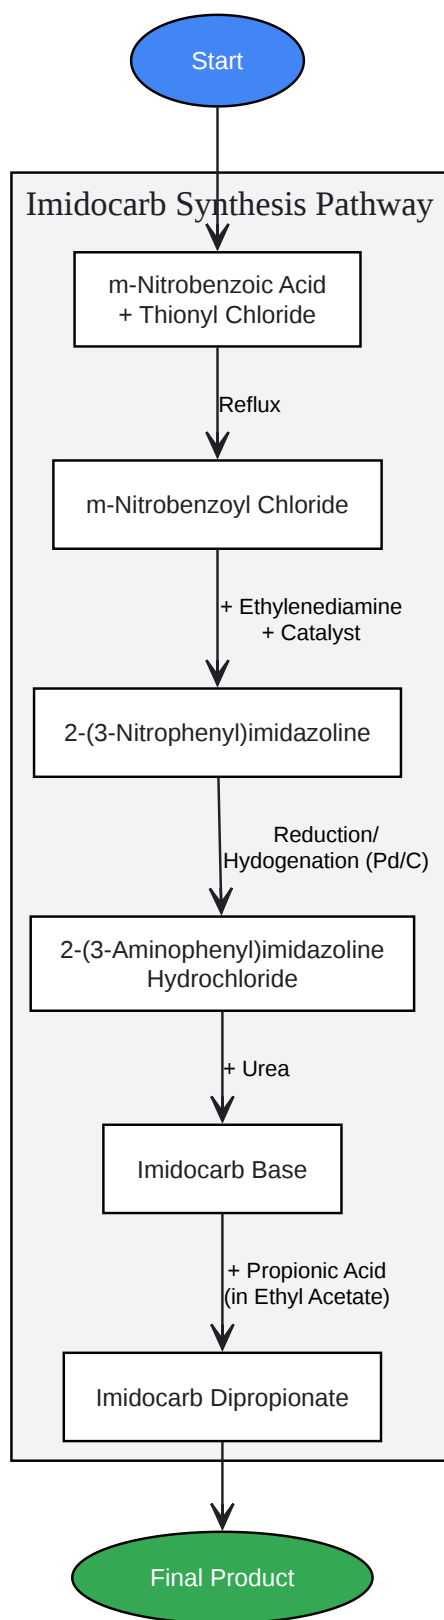 Start
Imidocarb Synthesis Pathway
m-Nitrobenzoic Acid
+ Thionyl Chloride
Reflux
m-Nitrobenzoyl Chloride
+ Ethylenediamine
+ Catalyst
2-(3-Nitrophenyl)imidazoline
Reduction/
Hydogenation (Pd/C)
2-(3-Aminophenyl)imidazoline
Hydrochloride
+ Urea
Imidocarb Base
+ Propionic Acid
(in Ethyl Acetate)
Imidocarb Dipropionate
Final Product